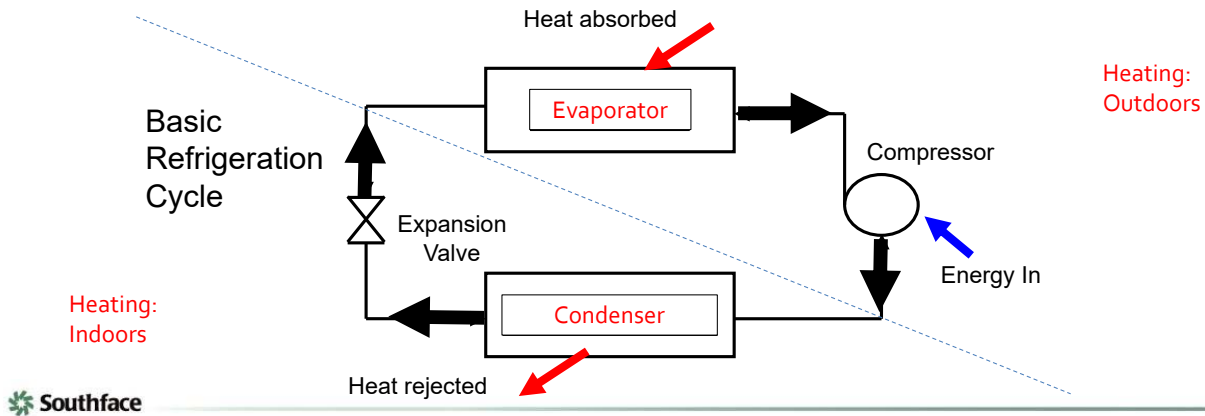 Heat absorbed
Evaporator
Heating:
Outdoors
Basic
Refrigeration
Cycle
Compressor
Expansion
Valve
Energy In
Heating:
Indoors
Condenser
Heat rejected
Southface